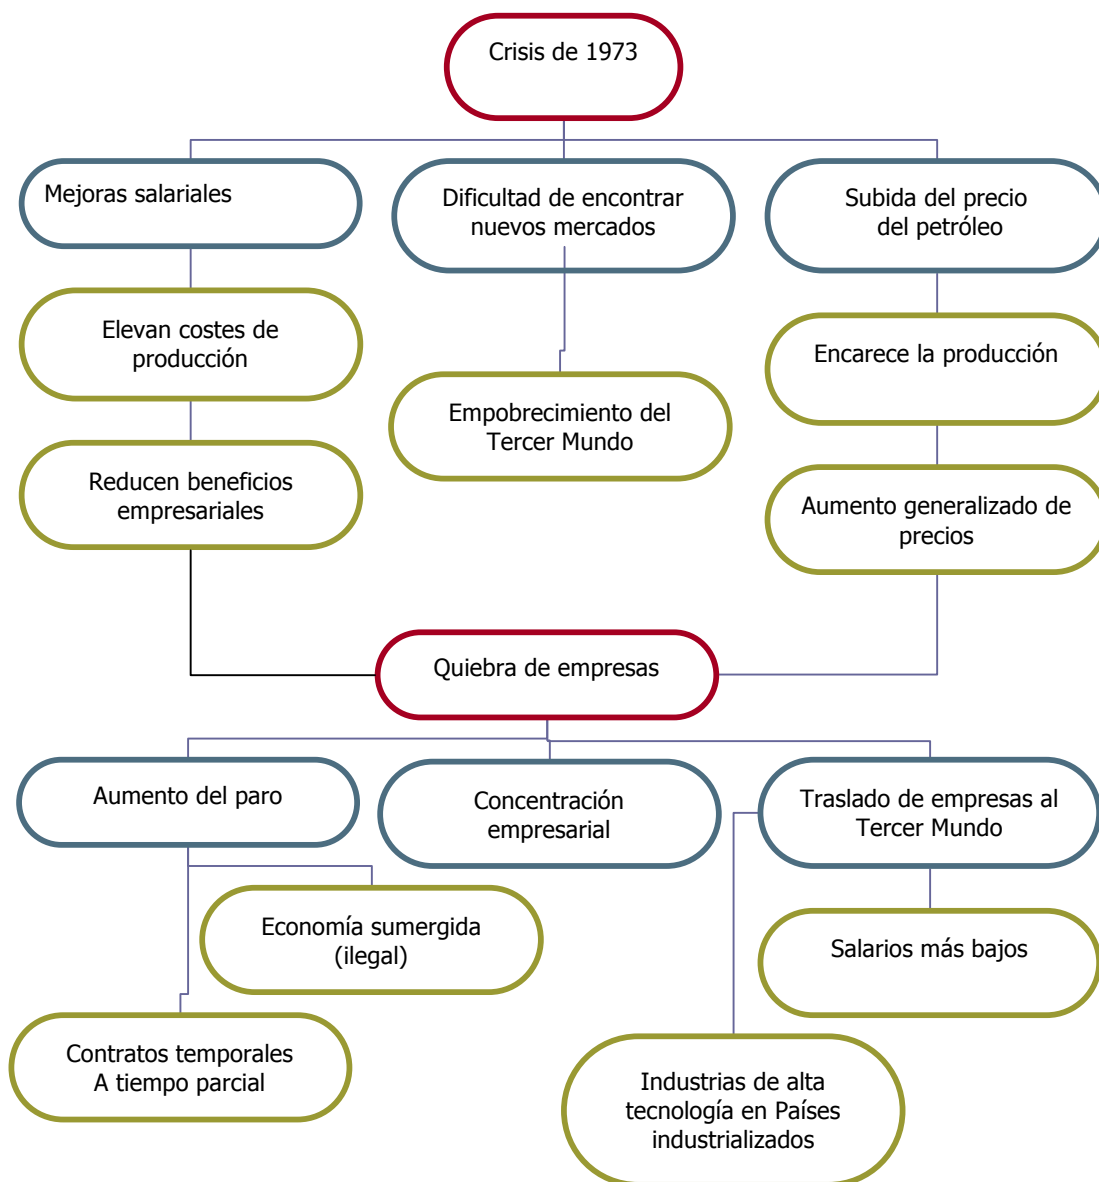 Crisis de 1973
Mejoras salariales
Dificultad de encontrar
nuevos mercados
Subida del precio
del petróleo
Elevan costes de
producción
Encarece la producción
Empobrecimiento del
Tercer Mundo
Reducen beneficios
empresariales
Aumento generalizado de
precios
Quiebra de empresas
Aumento del paro
Concentración
empresarial
Traslado de empresas al
Tercer Mundo
Economía sumergida
(ilegal)
Salarios más bajos
Contratos temporales
A tiempo parcial
Industrias de alta
tecnología en Países
industrializados